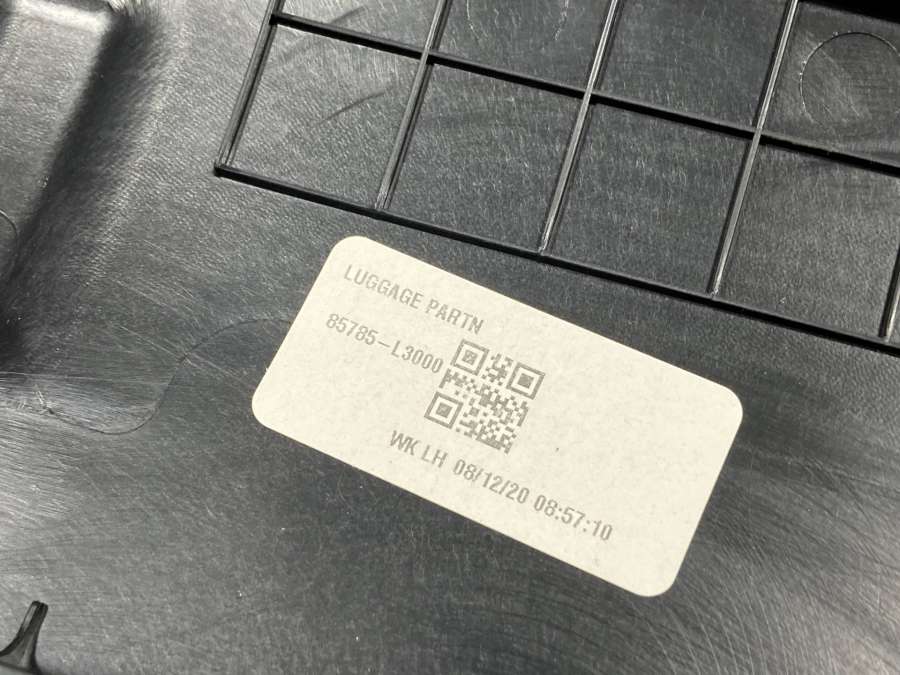 LUGGAGE PARTN
85785-L3000
WK LH 08/12/20 08:57:10